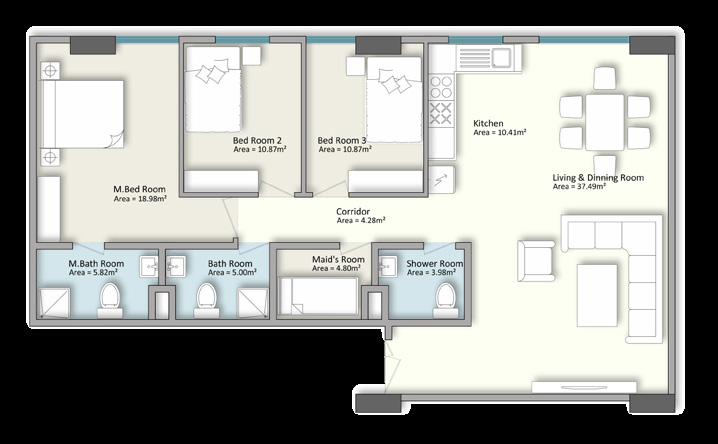 Bed Room 2
Area = 10.87m²
Bed Room 3
Area = 10.87m²
Kitchen
Area = 10.41m²
M.Bed Room
Area = 18.98m²
Living & Dinning Room
Area = 37.49m²
Corridor
Area = 4.28m²
M.Bath Room
Area = 5.82m²
Bath Room
Area = 5.00m²
Maid's Room
Area = 4.80m²
Shower Room
Area = 3.98m²